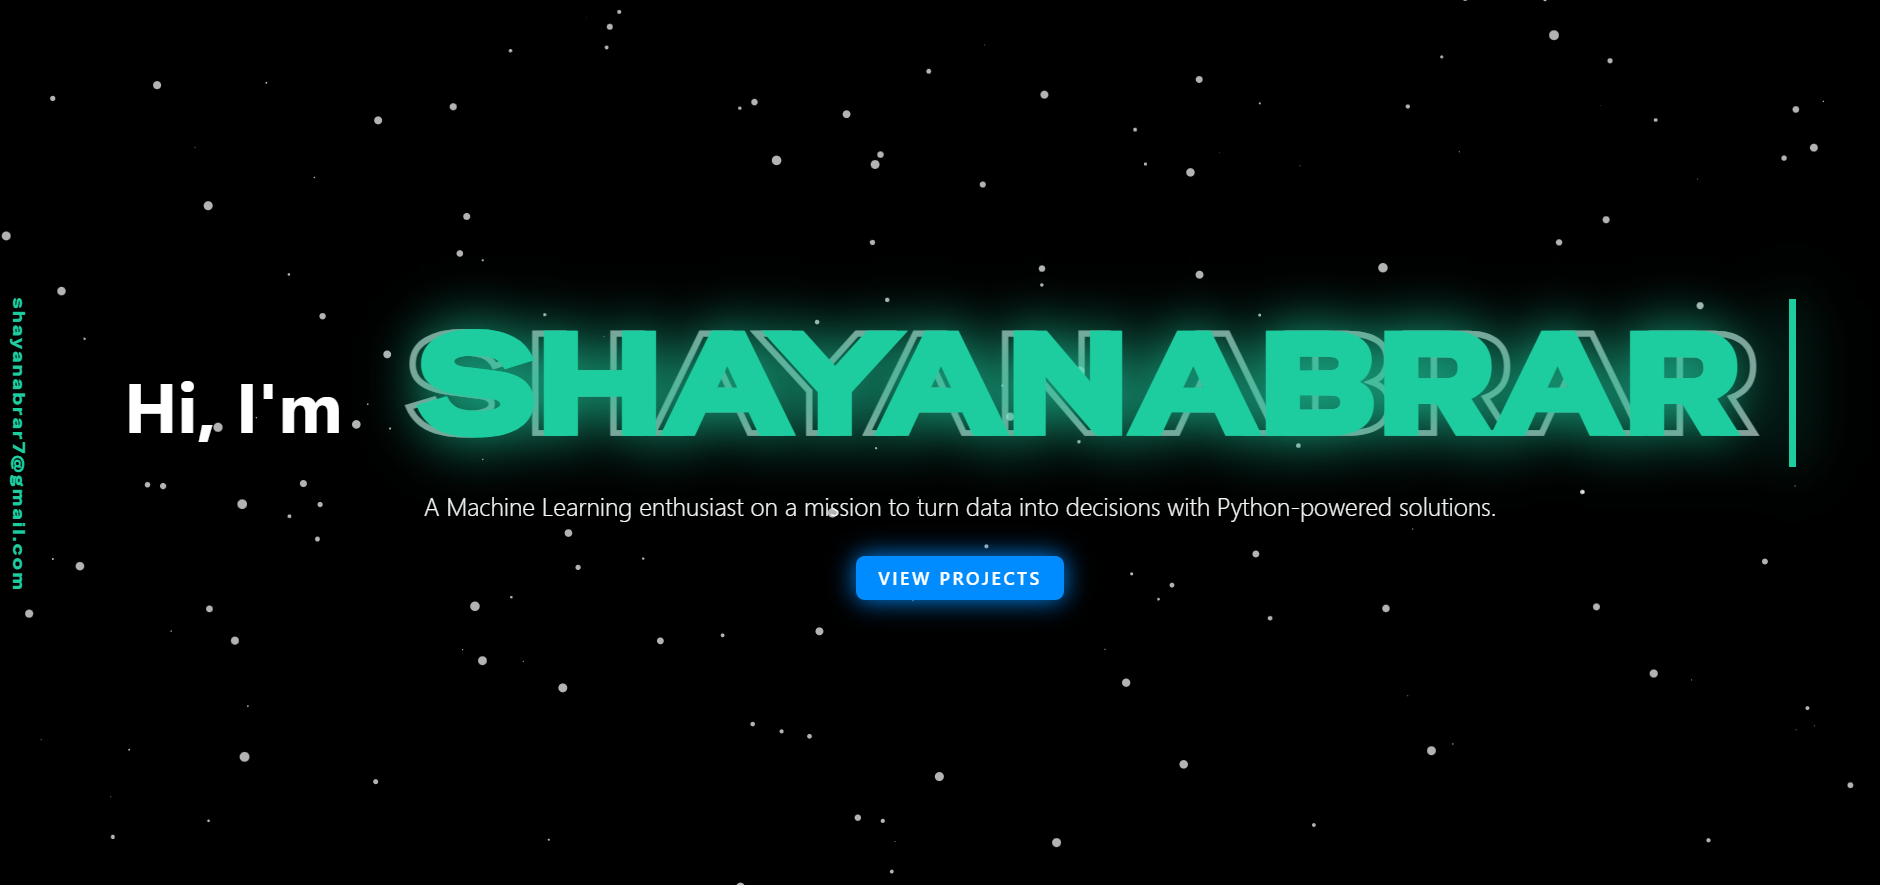 shayanabrar7@gmail.com
Hi, I'm SHAYANABRAR
A Machine Learning enthusiast on a mission to turn data into decisions with Python-powered solutions.
VIEW PROJECTS